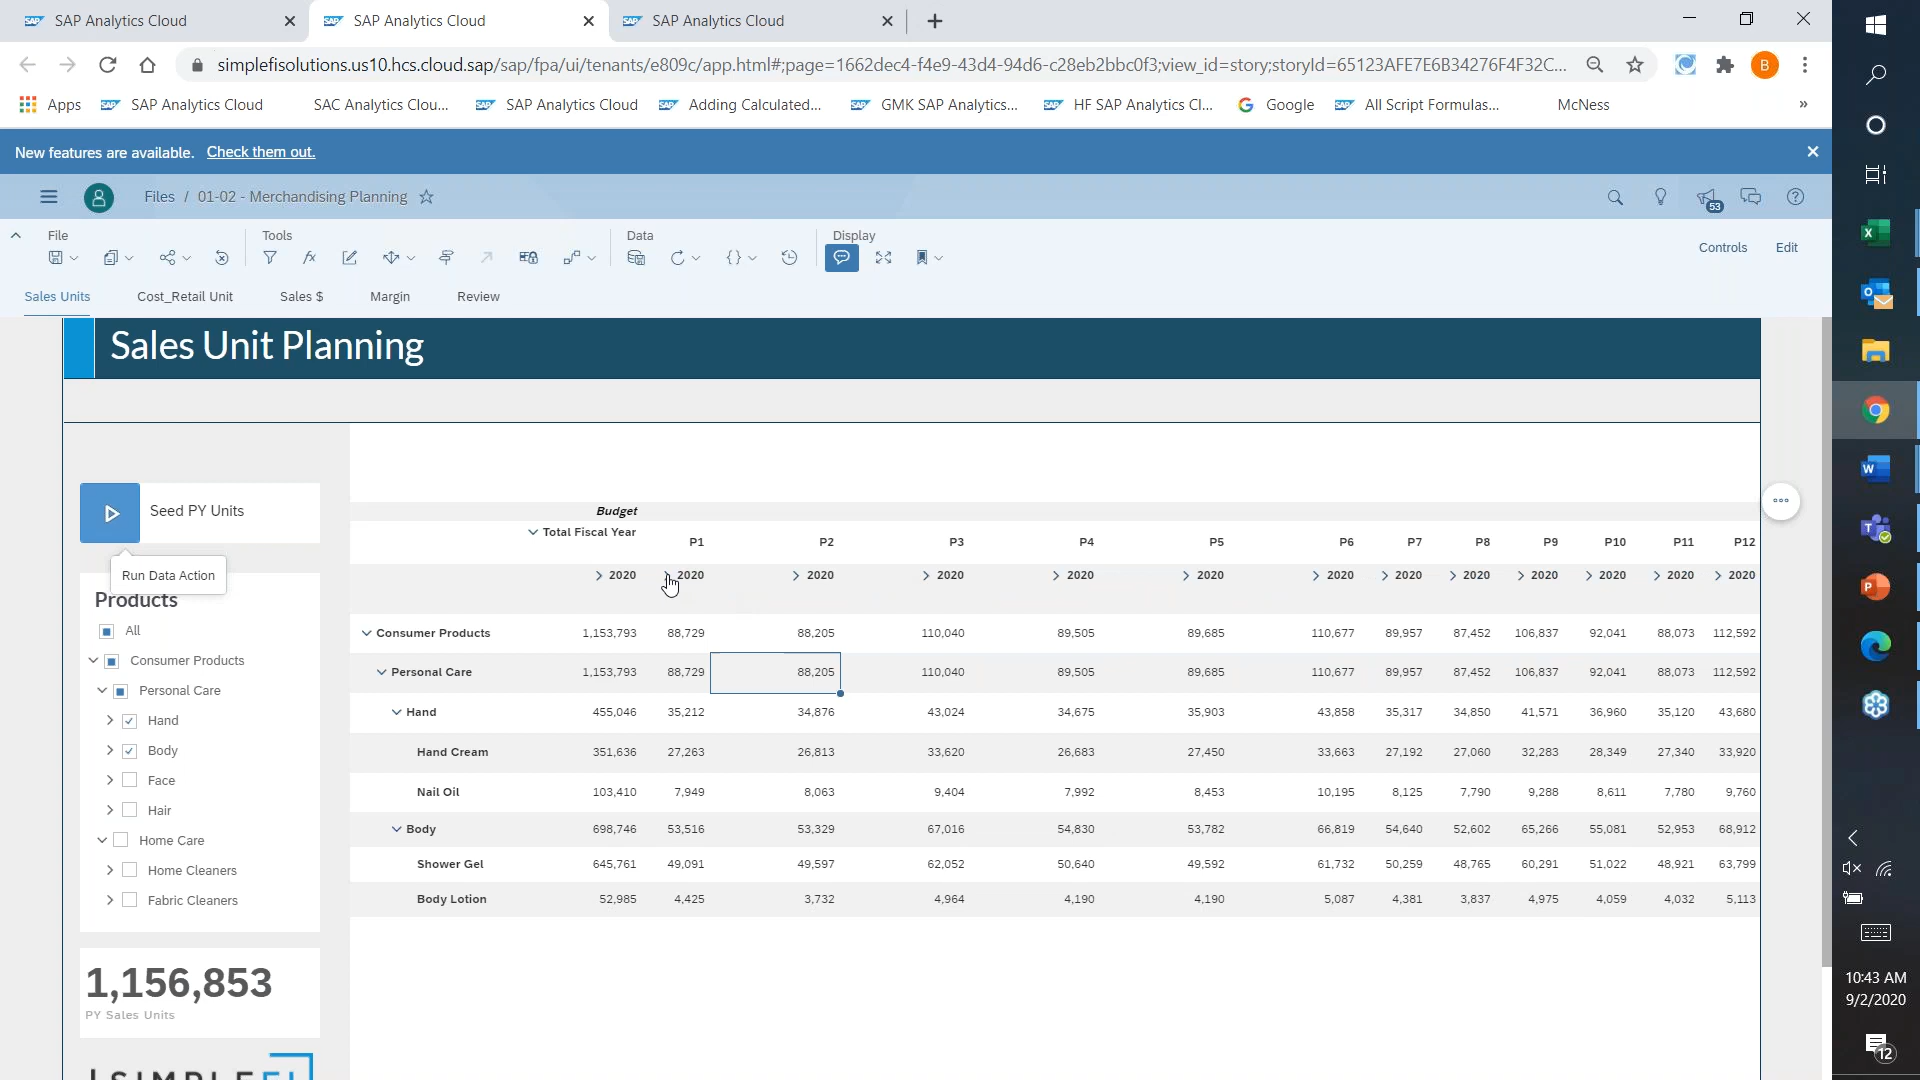 SAP Analytics Cloud
SAP Analytics Cloud
SAP Analytics Cloud
simplefisolutions.us10.hcs.cloud.sap/sap/fpa/ui/tenants/e809c/app.html#;page=1662dec4-f4e9-43d4-94d6-c28eb2bbc0f3;view_id=story;storyId=65123AFE7E6B34276F4F32C...
B
Apps SAP Analytics Cloud SAC Analytics Clou... SAP Analytics Cloud Adding Calculated... GMK SAP Analytics... HF SAP Analytics Cl... Google All Script Formulas... McNess »
New features are available. Check them out.
Files / 01-02 - Merchandising Planning
53
File Tools Data Display
Controls Edit
Sales Units Cost_Retail Unit Sales $ Margin Review
Sales Unit Planning
Seed PY Units
Run Data Action
Products
All
Consumer Products
Personal Care
Hand
Body
Face
Hair
Home Care
Home Cleaners
Fabric Cleaners
1,156,853
PY Sales Units
SIMPLEFI
Budget
Total Fiscal Year P1 P2 P3 P4 P5 P6 P7 P8 P9 P10 P11 P12
2020 2020 2020 2020 2020 2020 2020 2020 2020 2020 2020 2020 2020
Consumer Products 1,153,793 88,729 88,205 110,040 89,505 89,685 110,677 89,957 87,452 106,837 92,041 88,073 112,592
Personal Care 1,153,793 88,729 88,205 110,040 89,505 89,685 110,677 89,957 87,452 106,837 92,041 88,073 112,592
Hand 455,046 35,212 34,876 43,024 34,675 35,903 43,858 35,317 34,850 41,571 36,960 35,120 43,680
Hand Cream 351,636 27,263 26,813 33,620 26,683 27,450 33,663 27,192 27,060 32,283 28,349 27,340 33,920
Nail Oil 103,410 7,949 8,063 9,404 7,992 8,453 10,195 8,125 7,790 9,288 8,611 7,780 9,760
Body 698,746 53,516 53,329 67,016 54,830 53,782 66,819 54,640 52,602 65,266 55,081 52,953 68,912
Shower Gel 645,761 49,091 49,597 62,052 50,640 49,592 61,732 50,259 48,765 60,291 51,022 48,921 63,799
Body Lotion 52,985 4,425 3,732 4,964 4,190 4,190 5,087 4,381 3,837 4,975 4,059 4,032 5,113
10:43 AM
9/2/2020
12